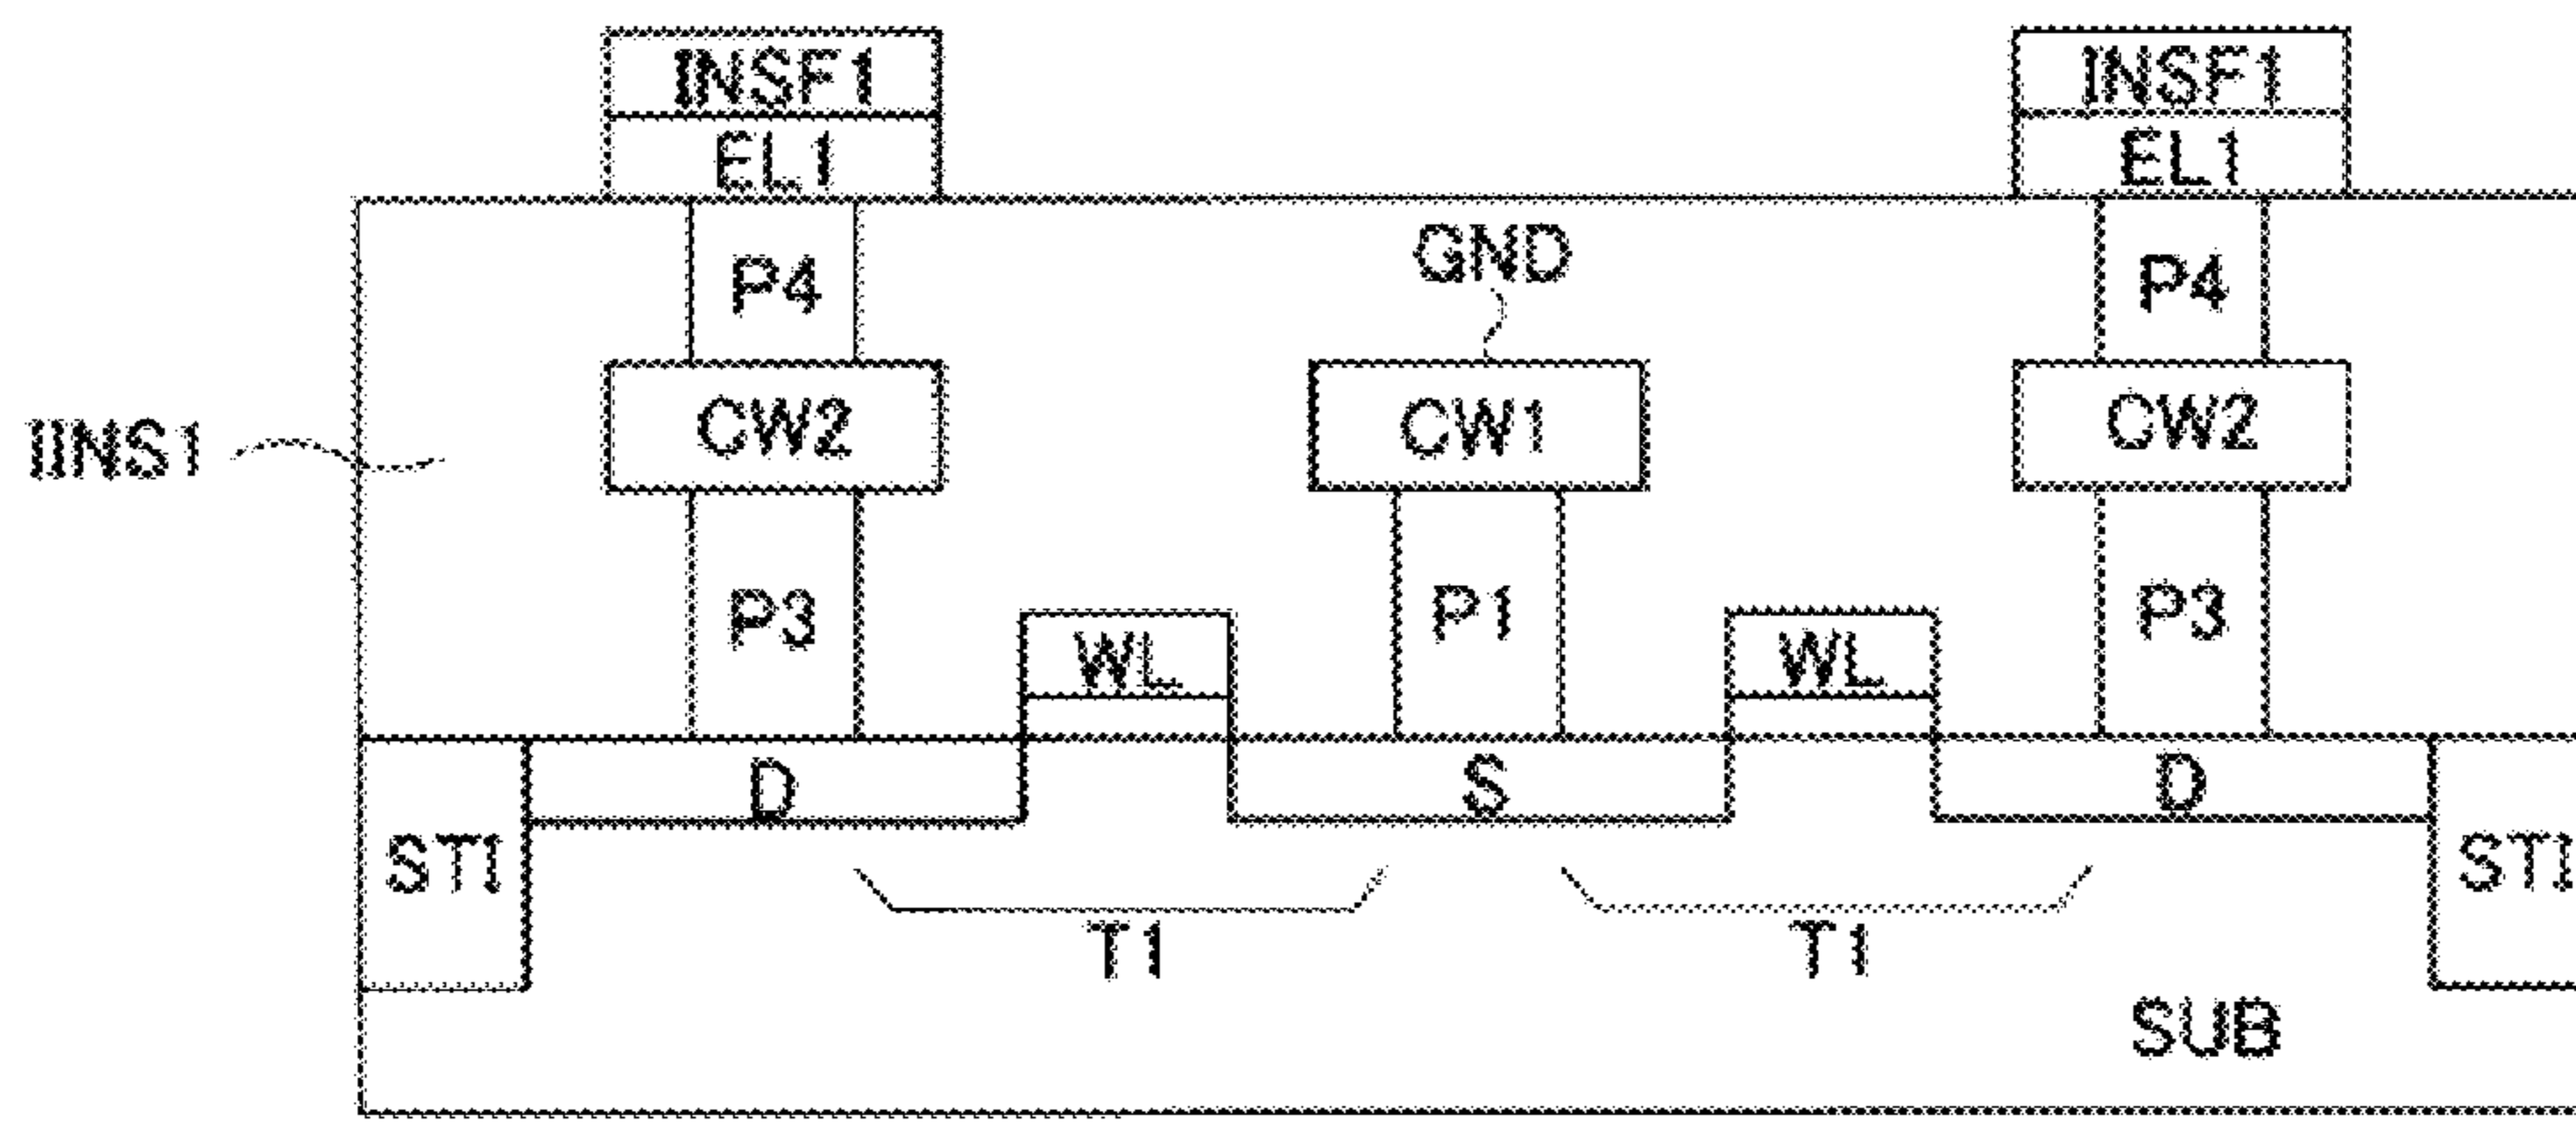 INSF1 INSF1
EL1 EL1
P4 GND P4
IINS1 CW2 CW1 CW2
P3 P1 P3
WL WL
D S D
STI STI
T1 T1
SUB